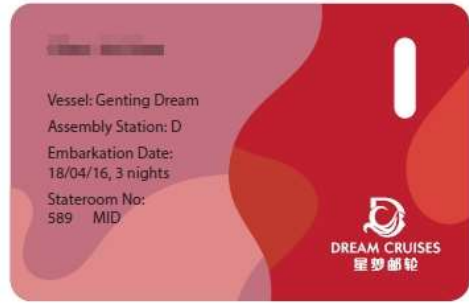 Vessel: Genting Dream
Assembly Station: D
Embarkation Date:
18/04/16, 3 nights
Stateroom No:
589 MID
DREAM CRUISES
星梦邮轮